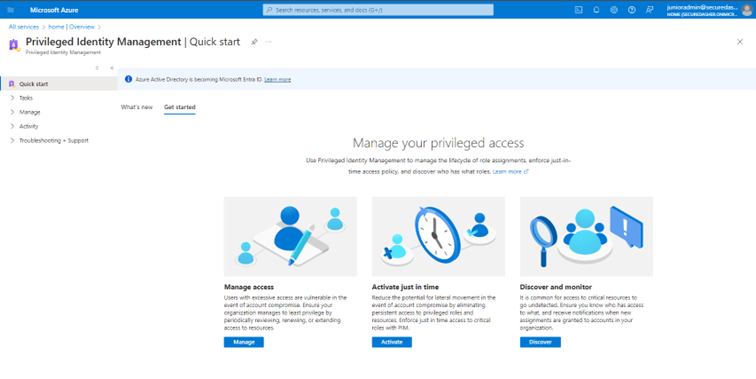 Microsoft Azure
Search resources, services, and docs (G+/)
junioradmin@securedash...
HOME (SECUREDASHER.ONMICR...
All services > home | Overview >
Privileged Identity Management | Quick start
Privileged Identity Management
Quick start
Tasks
Manage
Activity
Troubleshooting + Support
Azure Active Directory is becoming Microsoft Entra ID. Learn more
What's new
Get started
Manage your privileged access
Use Privileged Identity Management to manage the lifecycle of role assignments, enforce just-in-
time access policy, and discover who has what roles. Learn more
Manage access
Users with excessive access are vulnerable in the
event of account compromise. Ensure your
organization manages to least privilege by
periodically reviewing, renewing, or extending
access to resources.
Manage
Activate just in time
Reduce the potential for lateral movement in the
event of account compromise by eliminating
persistent access to privileged roles and
resources. Enforce just in time access to critical
roles with PIM.
Activate
Discover and monitor
It is common for access to critical resources to
go undetected. Ensure you know who has access
to what, and receive notifications when new
assignments are granted to accounts in your
organization.
Discover